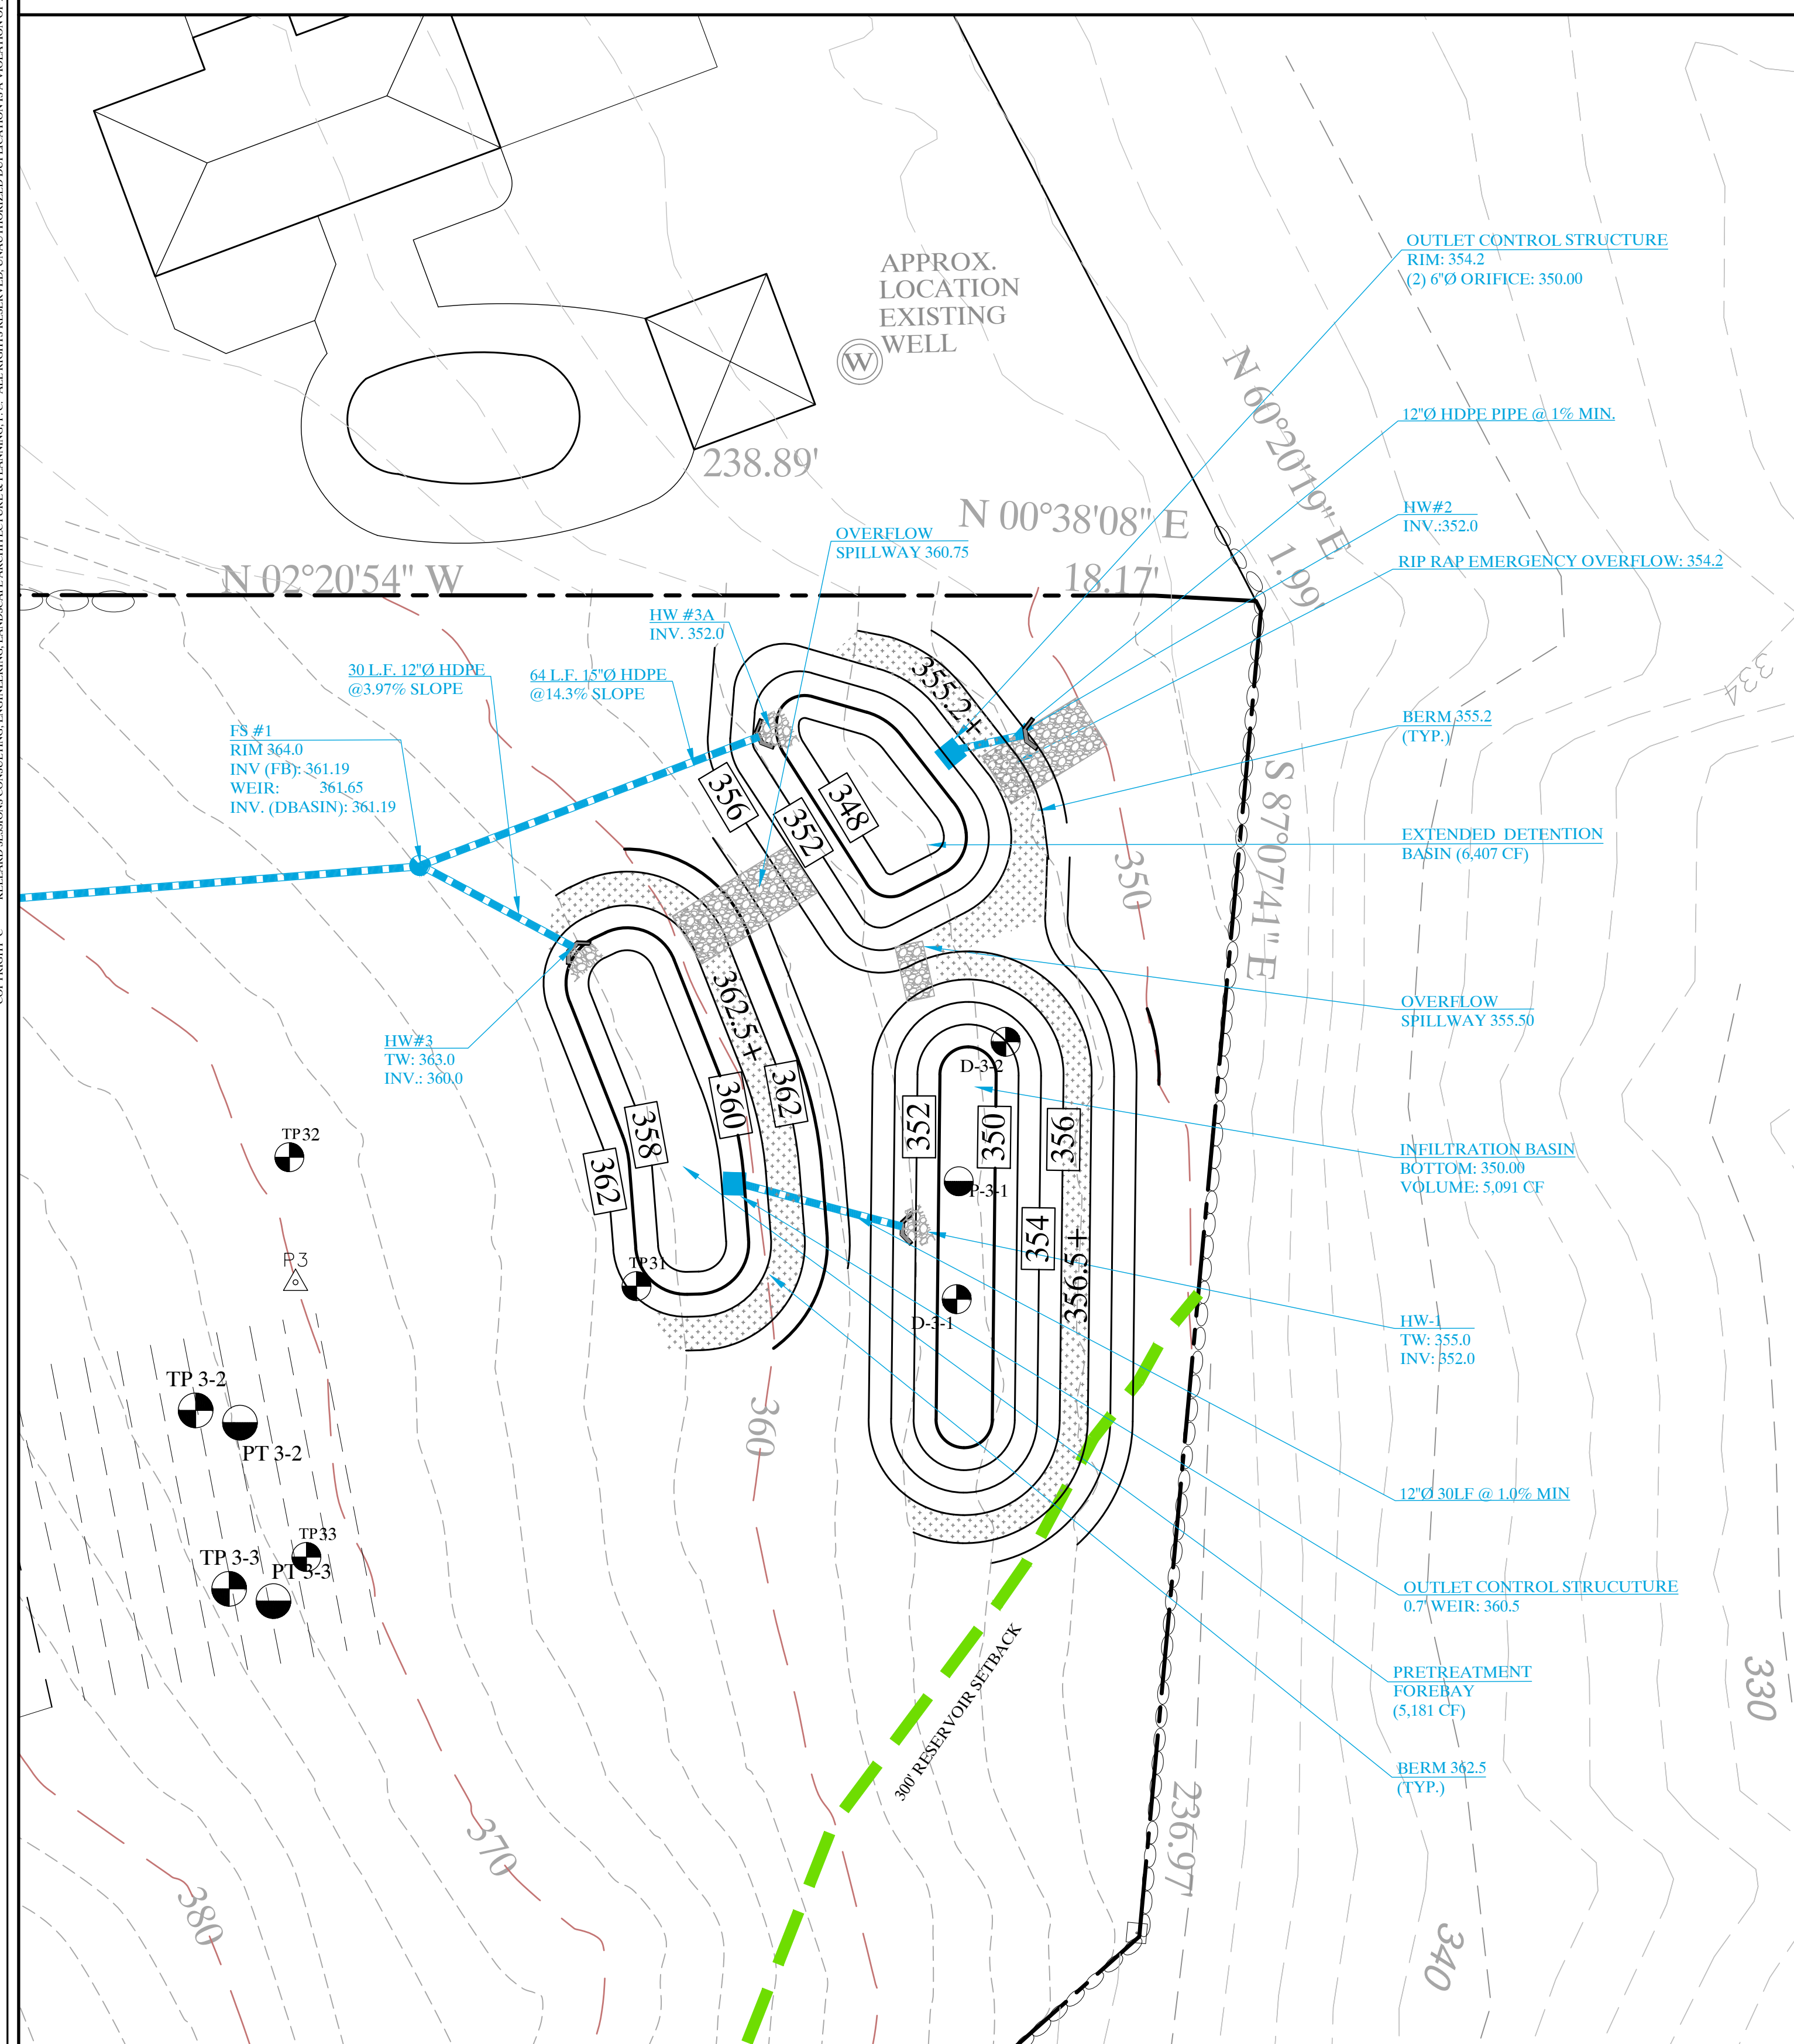 APPROX.
LOCATION
EXISTING
WELL
W
238.89'
N 00°38'08" E
18.17'
N 02°20'54" W
N 60°20'19" E
1.99'
S 87°07'41" E
236.97'
OUTLET CONTROL STRUCTURE
RIM: 354.2
(2) 6"Ø ORIFICE: 350.00
12"Ø HDPE PIPE @ 1% MIN.
HW#2
INV.:352.0
RIP RAP EMERGENCY OVERFLOW: 354.2
BERM 355.2
(TYP.)
EXTENDED DETENTION
BASIN (6,407 CF)
OVERFLOW
SPILLWAY 355.50
INFILTRATION BASIN
BOTTOM: 350.00
VOLUME: 5,091 CF
HW-1
TW: 355.0
INV: 352.0
12"Ø 30LF @ 1.0% MIN
OUTLET CONTROL STRUCUTURE
0.7' WEIR: 360.5
PRETREATMENT
FOREBAY
(5,181 CF)
BERM 362.5
(TYP.)
OVERFLOW
SPILLWAY 360.75
HW #3A
INV. 352.0
30 L.F. 12"Ø HDPE
@3.97% SLOPE
64 L.F. 15"Ø HDPE
@14.3% SLOPE
FS #1
RIM 364.0
INV (FB): 361.19
WEIR: 361.65
INV. (DBASIN): 361.19
HW#3
TW: 363.0
INV.: 360.0
355.2+
356
352
348
362.5+
362
360
358
362
352
350
356
354
356.5+
D-3-2
P-3-1
D-3-1
TP32
TP31
P3
TP 3-2
PT 3-2
TP33
TP 3-3
PT 3-3
350
360
370
380
340
330
334
300' RESERVOIR SETBACK